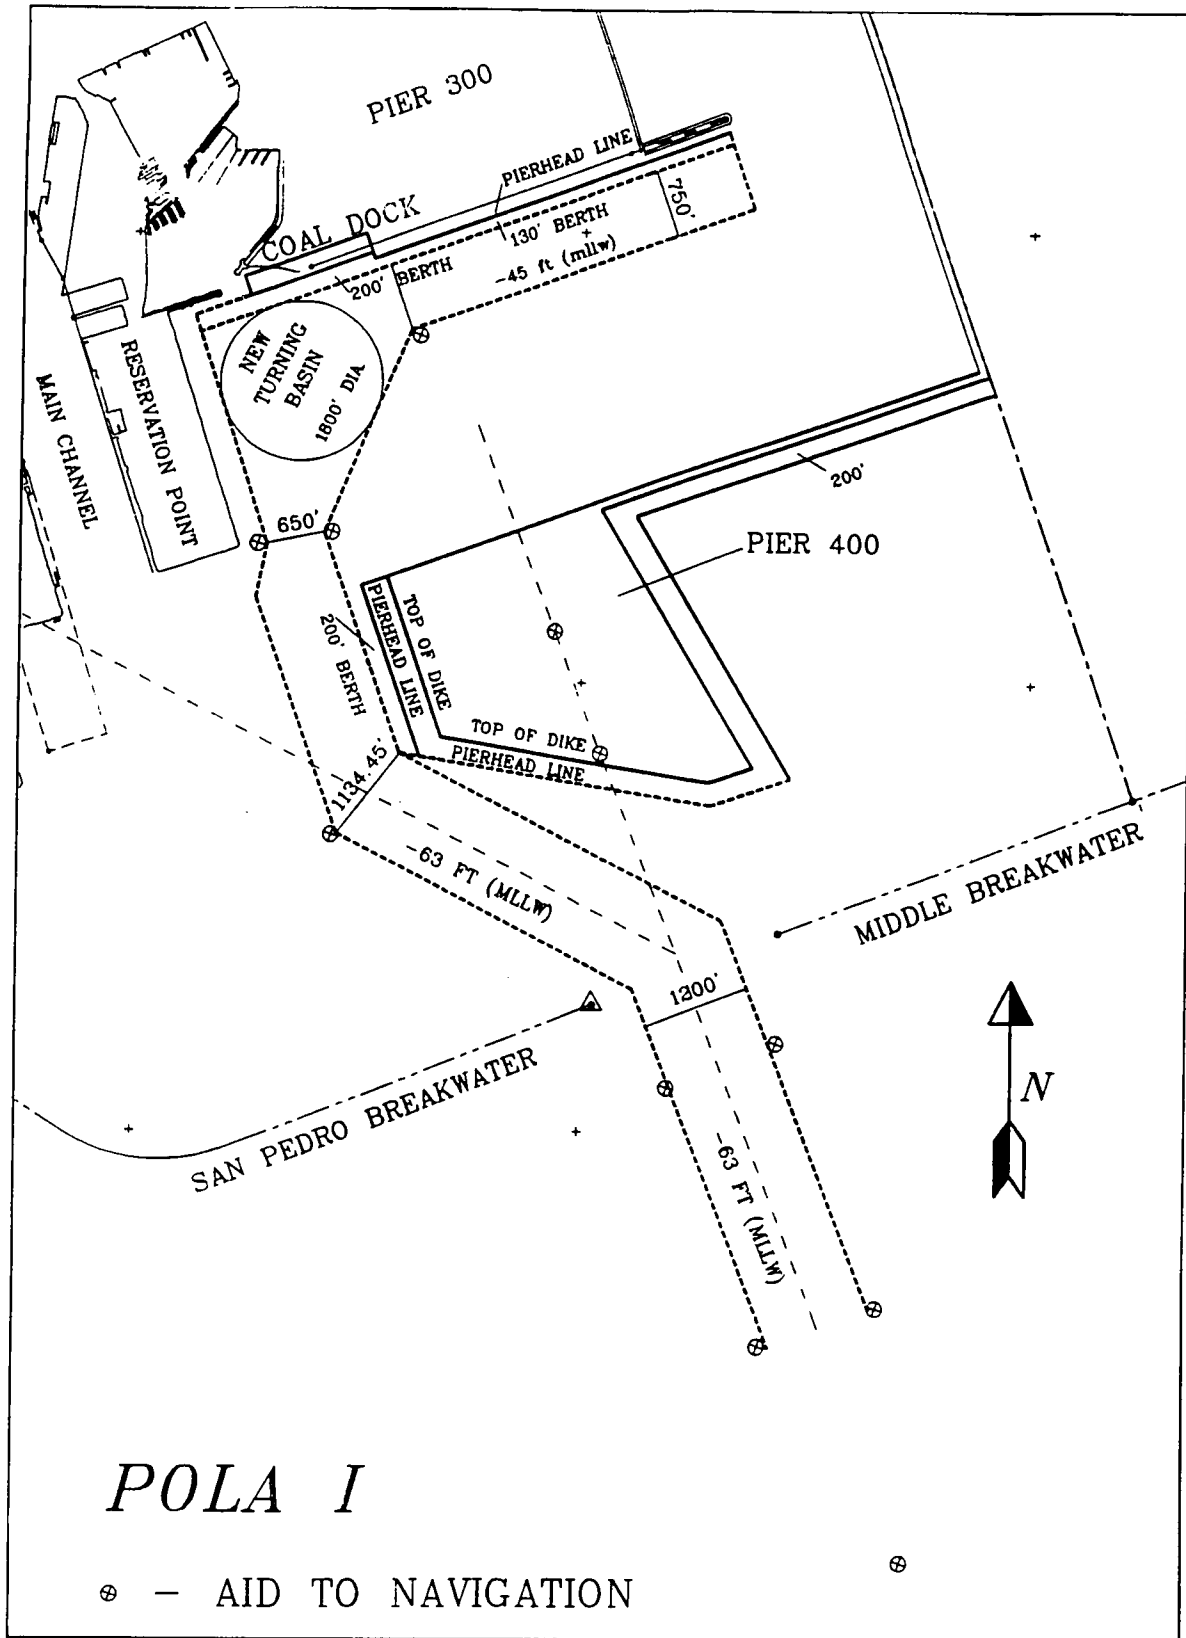 PIER 300
PIERHEAD LINE
750'
COAL DOCK
130' BERTH
-45 ft (mllw)
200' BERTH
NEW
TURNING
BASIN
1800' DIA.
MAIN CHANNEL
RESERVATION POINT
200'
650'
PIER 400
200' BERTH
PIERHEAD LINE
TOP OF DIKE
TOP OF DIKE
PIERHEAD LINE
1134.45'
-63 FT (MLLW)
MIDDLE BREAKWATER
1200'
SAN PEDRO BREAKWATER
N
-63 FT (MLLW)
POLA I
⊗ – AID TO NAVIGATION